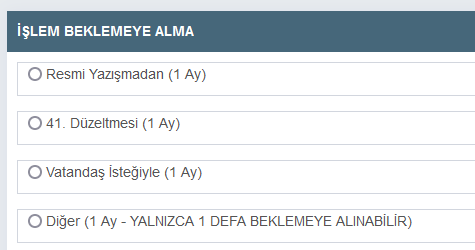 İŞLEM BEKLEMEYE ALMA
Resmi Yazışmadan (1 Ay)
41. Düzeltmesi (1 Ay)
Vatandaş İsteğiyle (1 Ay)
Diğer (1 Ay - YALNIZCA 1 DEFA BEKLEMEYE ALINABİLİR)